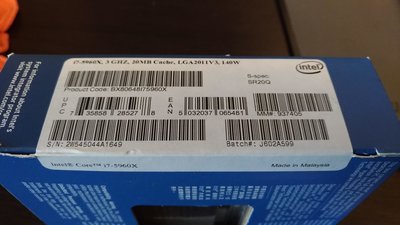 i7-5960X, 3 GHZ, 20MB Cache, LGA2011V3, 140W
intel
S-spec:
SR20Q
Product Code: BX80648I75960X
UPC
7 35858 28527 8
EAN
5 032037 065461
MM#: 937405
S/N: 28545044A1649
Batch#: J602A599
Intel® Core™ i7-5960X
Made in Malaysia